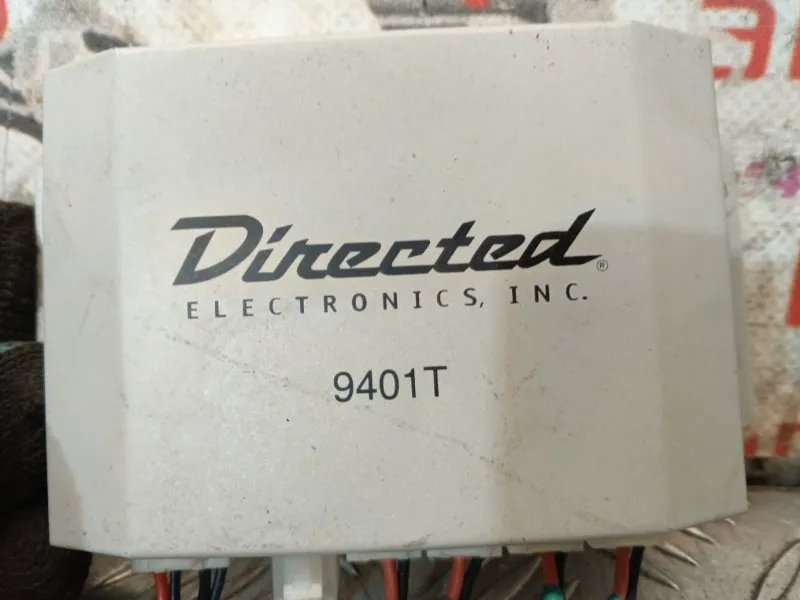 Directed®
ELECTRONICS, INC.
9401T